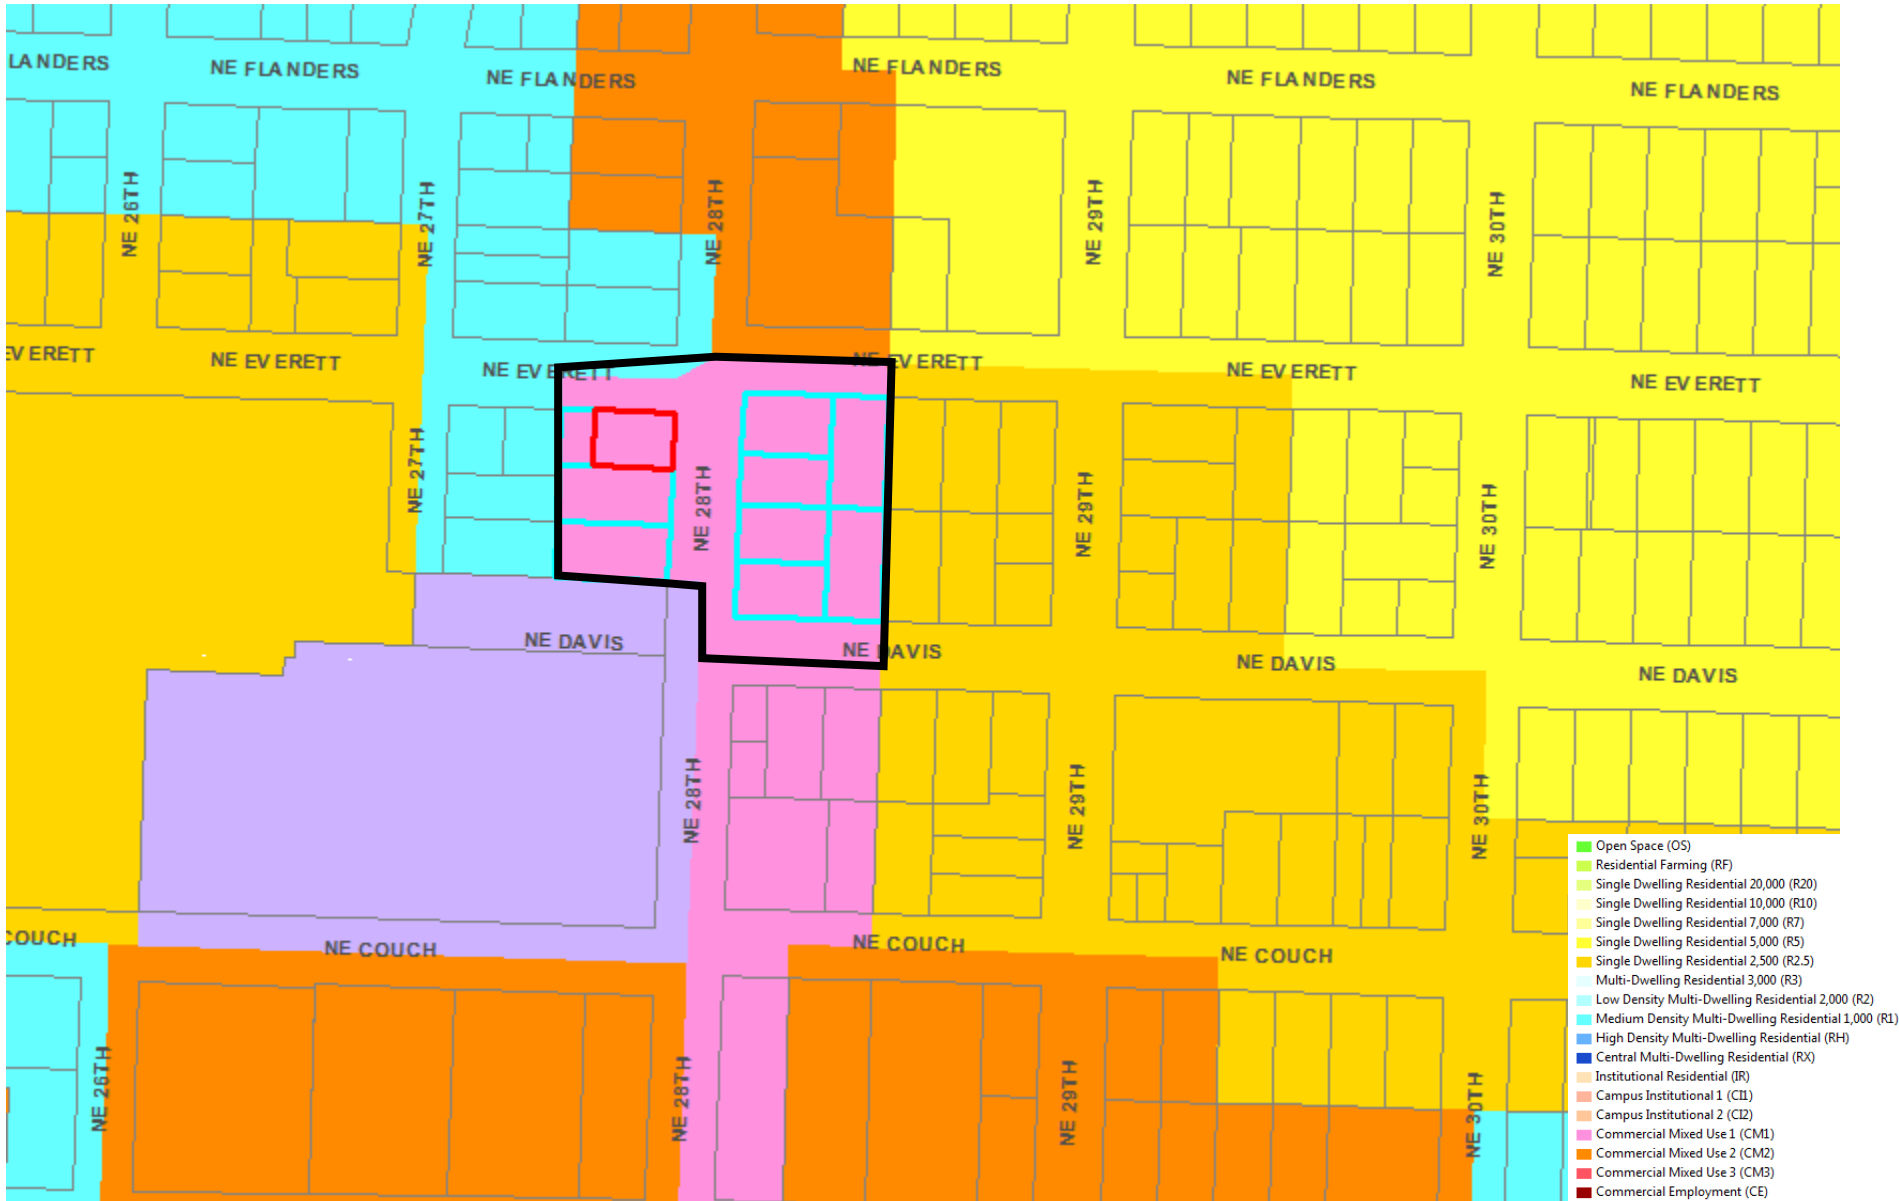 LANDERS
NE FLANDERS
NE FLANDERS
NE FLANDERS
NE FLANDERS
NE FLANDERS
NE 26TH
NE 27TH
NE 28TH
NE 29TH
NE 30TH
EVERETT
NE EVERETT
NE EVERETT
NE EVERETT
NE EVERETT
NE EVERETT
NE 27TH
NE 28TH
NE 29TH
NE 30TH
NE DAVIS
NE DAVIS
NE DAVIS
NE DAVIS
NE 28TH
NE 29TH
NE 30TH
COUCH
NE COUCH
NE COUCH
NE COUCH
NE 26TH
NE 28TH
NE 29TH
NE 30TH
Open Space (OS)
Residential Farming (RF)
Single Dwelling Residential 20,000 (R20)
Single Dwelling Residential 10,000 (R10)
Single Dwelling Residential 7,000 (R7)
Single Dwelling Residential 5,000 (R5)
Single Dwelling Residential 2,500 (R2.5)
Multi-Dwelling Residential 3,000 (R3)
Low Density Multi-Dwelling Residential 2,000 (R2)
Medium Density Multi-Dwelling Residential 1,000 (R1)
High Density Multi-Dwelling Residential (RH)
Central Multi-Dwelling Residential (RX)
Institutional Residential (IR)
Campus Institutional 1 (CI1)
Campus Institutional 2 (CI2)
Commercial Mixed Use 1 (CM1)
Commercial Mixed Use 2 (CM2)
Commercial Mixed Use 3 (CM3)
Commercial Employment (CE)